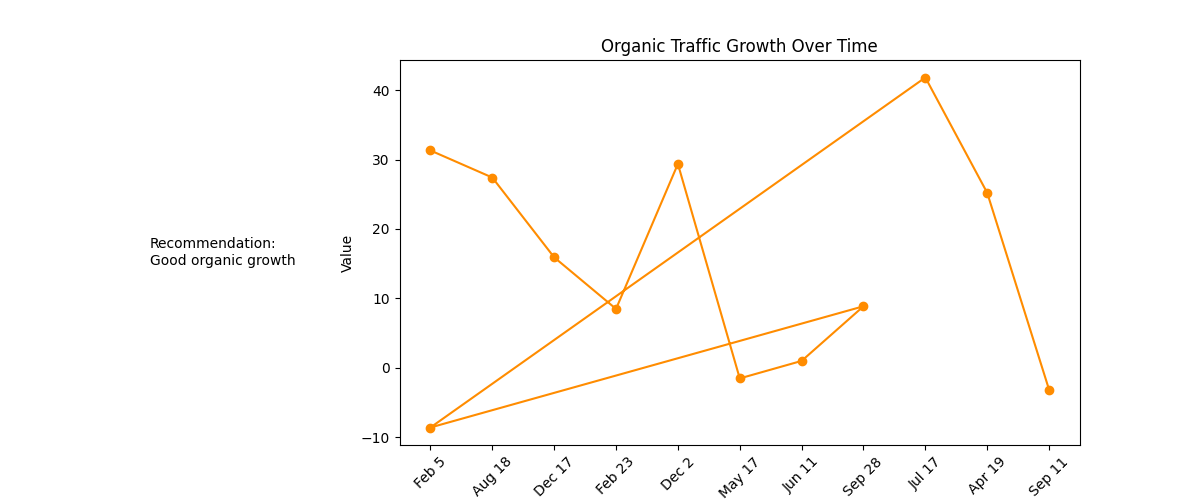 Organic Traffic Growth Over Time
40
30
20
10
0
−10
Value
Recommendation:
Good organic growth
Feb 5
Aug 18
Dec 17
Feb 23
Dec 2
May 17
Jun 11
Sep 28
Jul 17
Apr 19
Sep 11